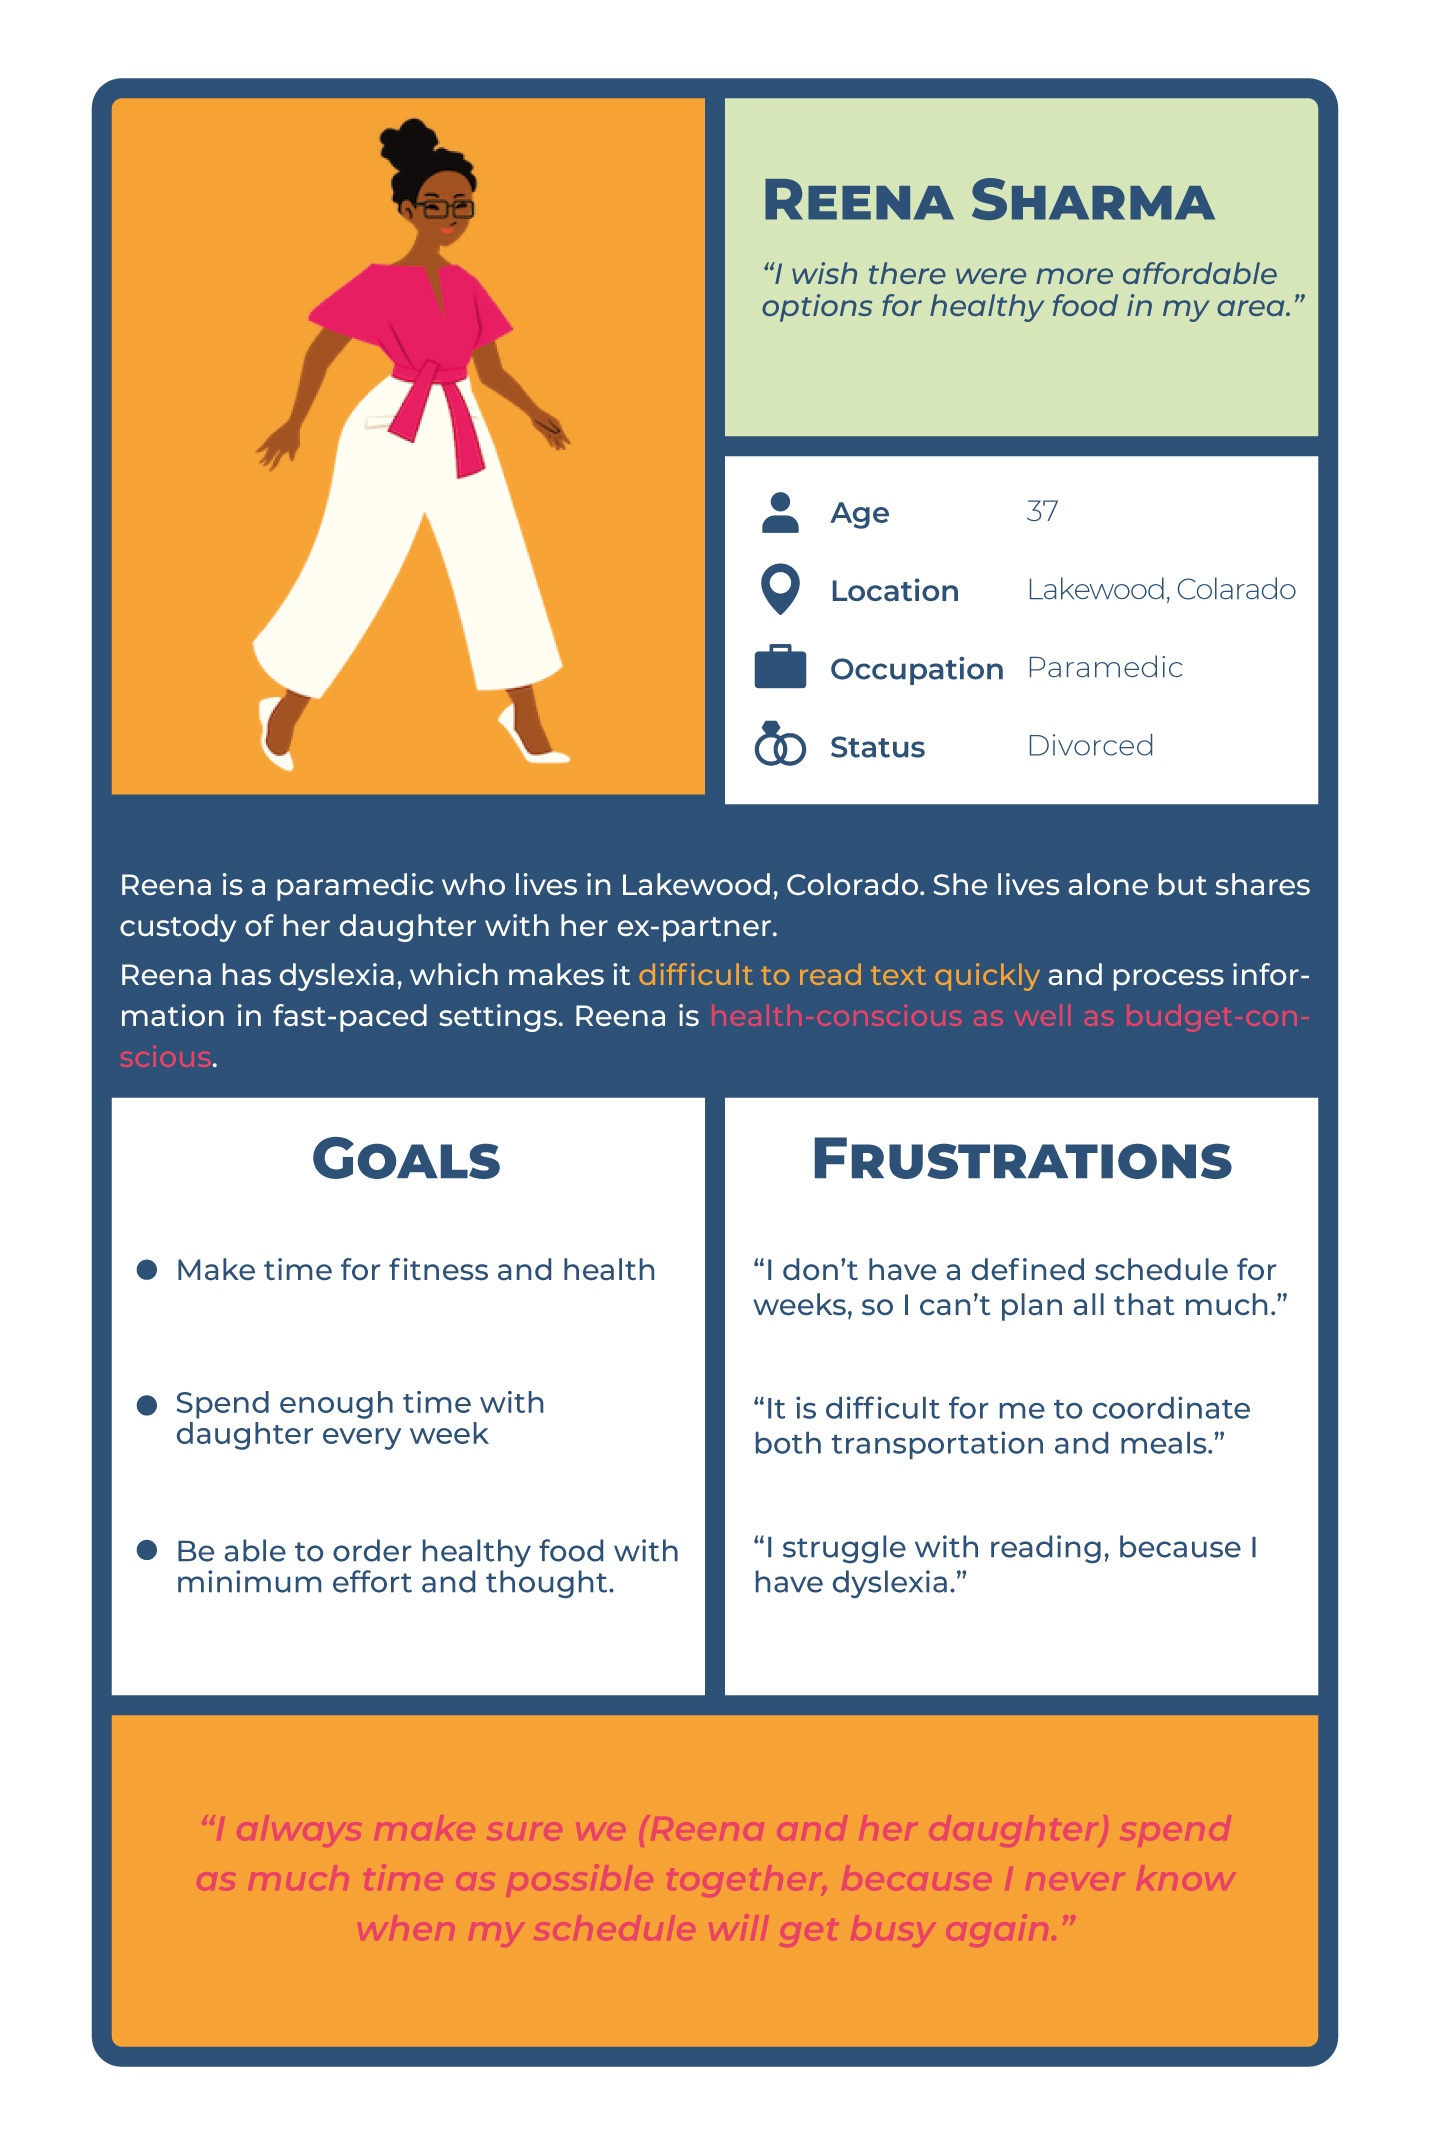 Reena Sharma
“I wish there were more affordable
options for healthy food in my area.”
Age 37
Location Lakewood, Colarado
Occupation Paramedic
Status Divorced
Reena is a paramedic who lives in Lakewood, Colorado. She lives alone but shares
custody of her daughter with her ex-partner.
Reena has dyslexia, which makes it difficult to read text quickly and process infor-
mation in fast-paced settings. Reena is health-conscious as well as budget-con-
scious.
Goals
Make time for fitness and health
Spend enough time with
daughter every week
Be able to order healthy food with
minimum effort and thought.
Frustrations
“I don’t have a defined schedule for
weeks, so I can’t plan all that much.”
“It is difficult for me to coordinate
both transportation and meals.”
“I struggle with reading, because I
have dyslexia.”
“I always make sure we (Reena and her daughter) spend
as much time as possible together, because I never know
when my schedule will get busy again.”